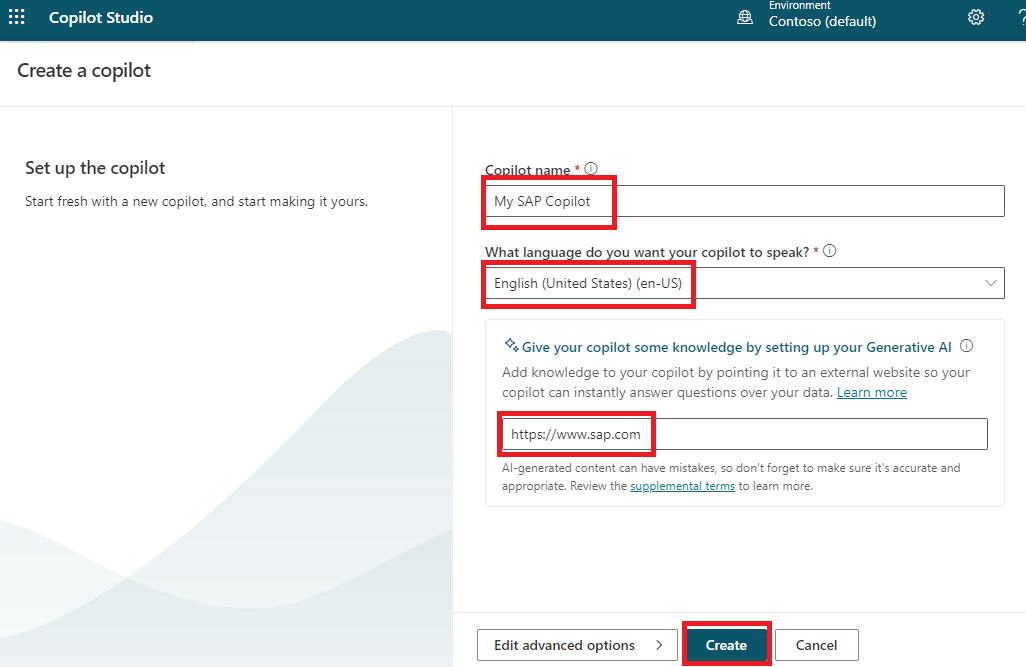 Copilot Studio
Environment
Contoso (default)
?
Create a copilot
Set up the copilot
Start fresh with a new copilot, and start making it yours.
Copilot name *
My SAP Copilot
What language do you want your copilot to speak? *
English (United States) (en-US)
Give your copilot some knowledge by setting up your Generative AI
Add knowledge to your copilot by pointing it to an external website so your
copilot can instantly answer questions over your data. Learn more
https://www.sap.com
AI-generated content can have mistakes, so don't forget to make sure it's accurate and
appropriate. Review the supplemental terms to learn more.
Edit advanced options
Create
Cancel